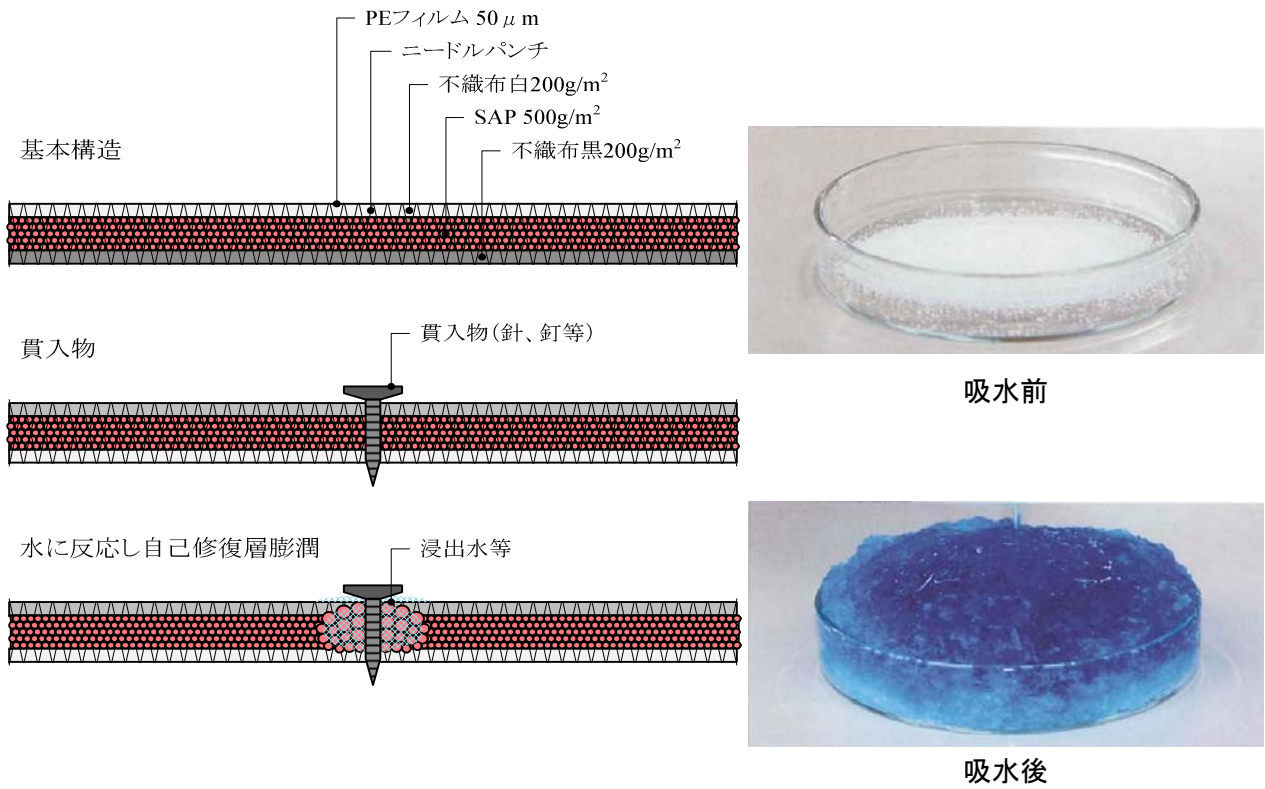 PEフィルム 50μm
ニードルパンチ
不織布白200g/m²
SAP 500g/m²
不織布黒200g/m²
基本構造
貫入物
貫入物(針、釘等)
水に反応し自己修復層膨潤
浸出水等
吸水前
吸水後